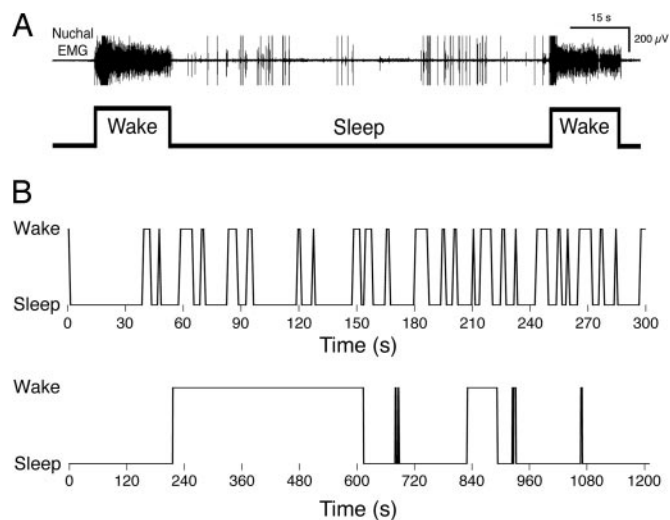 A
Nuchal
EMG
15 s
200 µV
Wake
Sleep
Wake
B
Wake
Sleep
0 30 60 90 120 150 180 210 240 270 300
Time (s)
Wake
Sleep
0 120 240 360 480 600 720 840 960 1080 1200
Time (s)